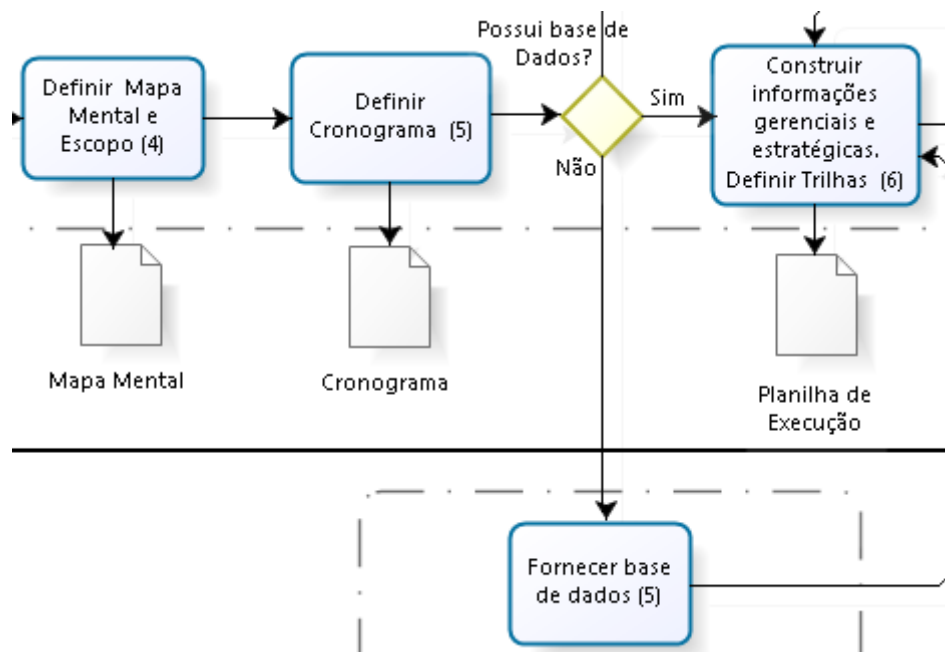 Definir Mapa
Mental e
Escopo (4)
Definir
Cronograma (5)
Possui base de
Dados?
Sim
Não
Construir
informações
gerenciais e
estratégicas.
Definir Trilhas (6)
Mapa Mental
Cronograma
Planilha de
Execução
Fornecer base
de dados (5)